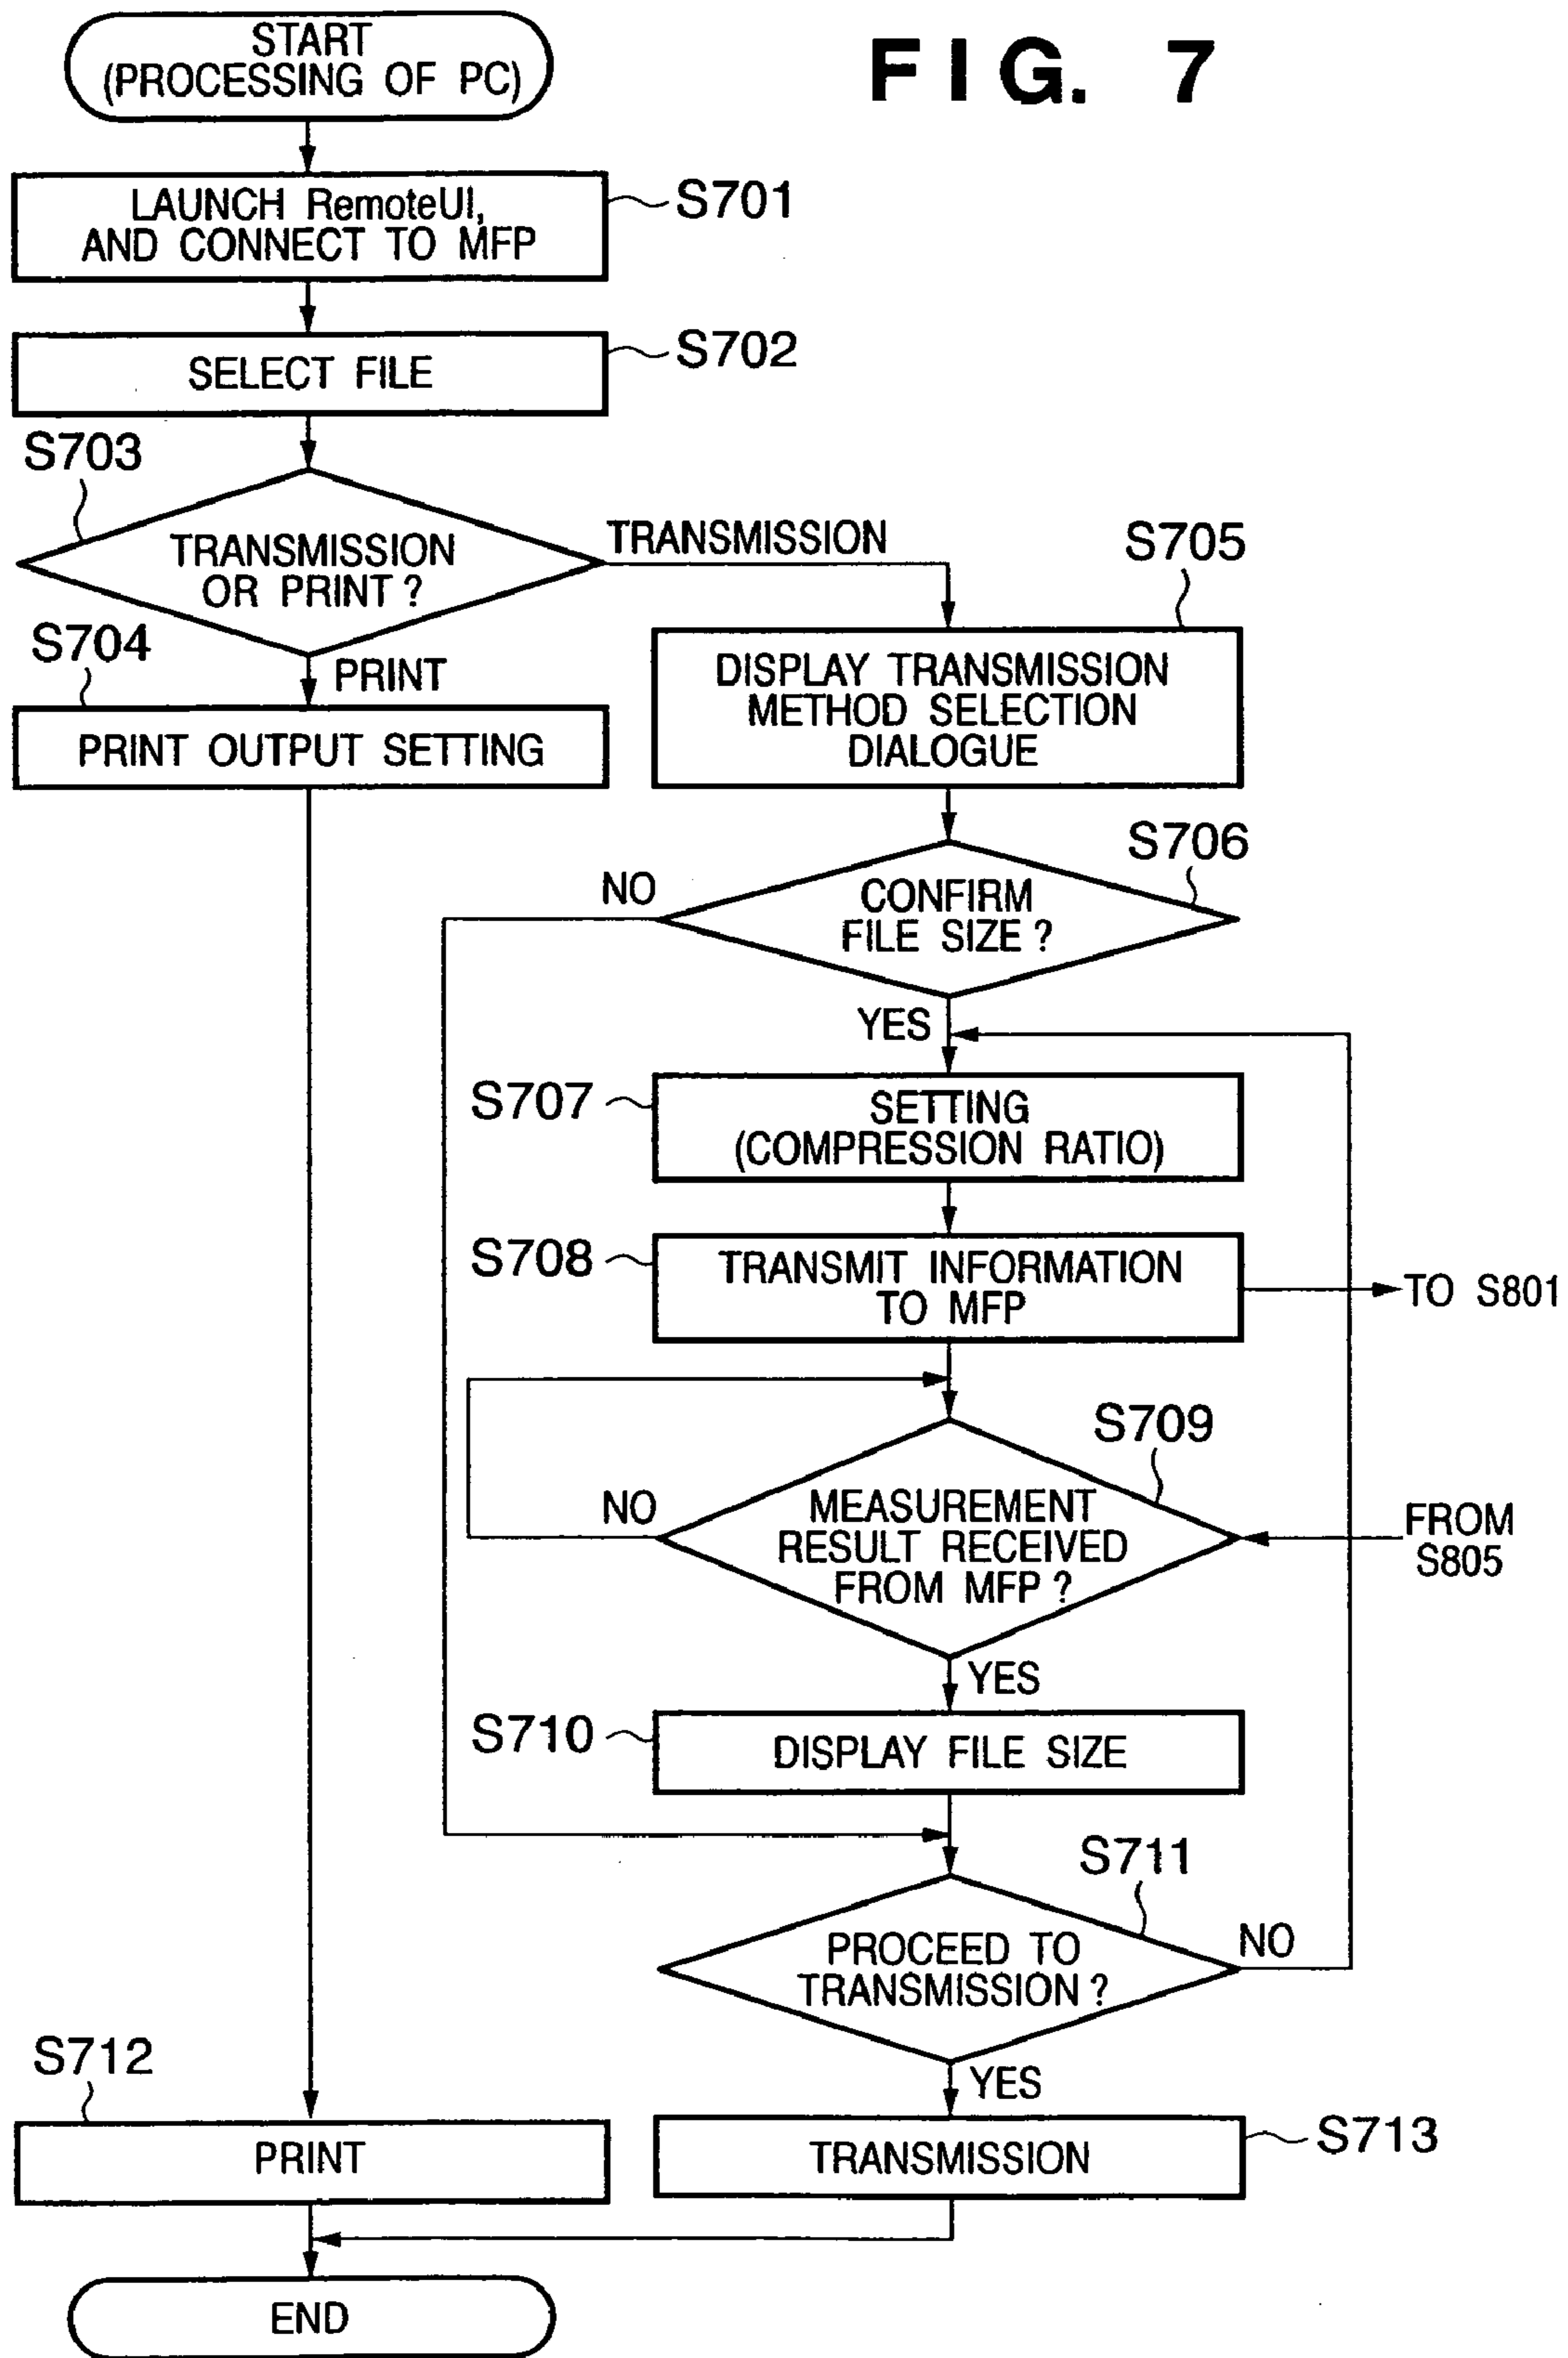 START
(PROCESSING OF PC)
FIG. 7
LAUNCH RemoteUI,
AND CONNECT TO MFP
S701
SELECT FILE
S702
S703
TRANSMISSION
OR PRINT?
TRANSMISSION
PRINT
S704
PRINT OUTPUT SETTING
S705
DISPLAY TRANSMISSION
METHOD SELECTION
DIALOGUE
S706
CONFIRM
FILE SIZE?
NO
YES
S707
SETTING
(COMPRESSION RATIO)
S708
TRANSMIT INFORMATION
TO MFP
TO S801
S709
MEASUREMENT
RESULT RECEIVED
FROM MFP?
NO
FROM
S805
YES
S710
DISPLAY FILE SIZE
S711
PROCEED TO
TRANSMISSION?
NO
YES
S712
PRINT
TRANSMISSION
S713
END